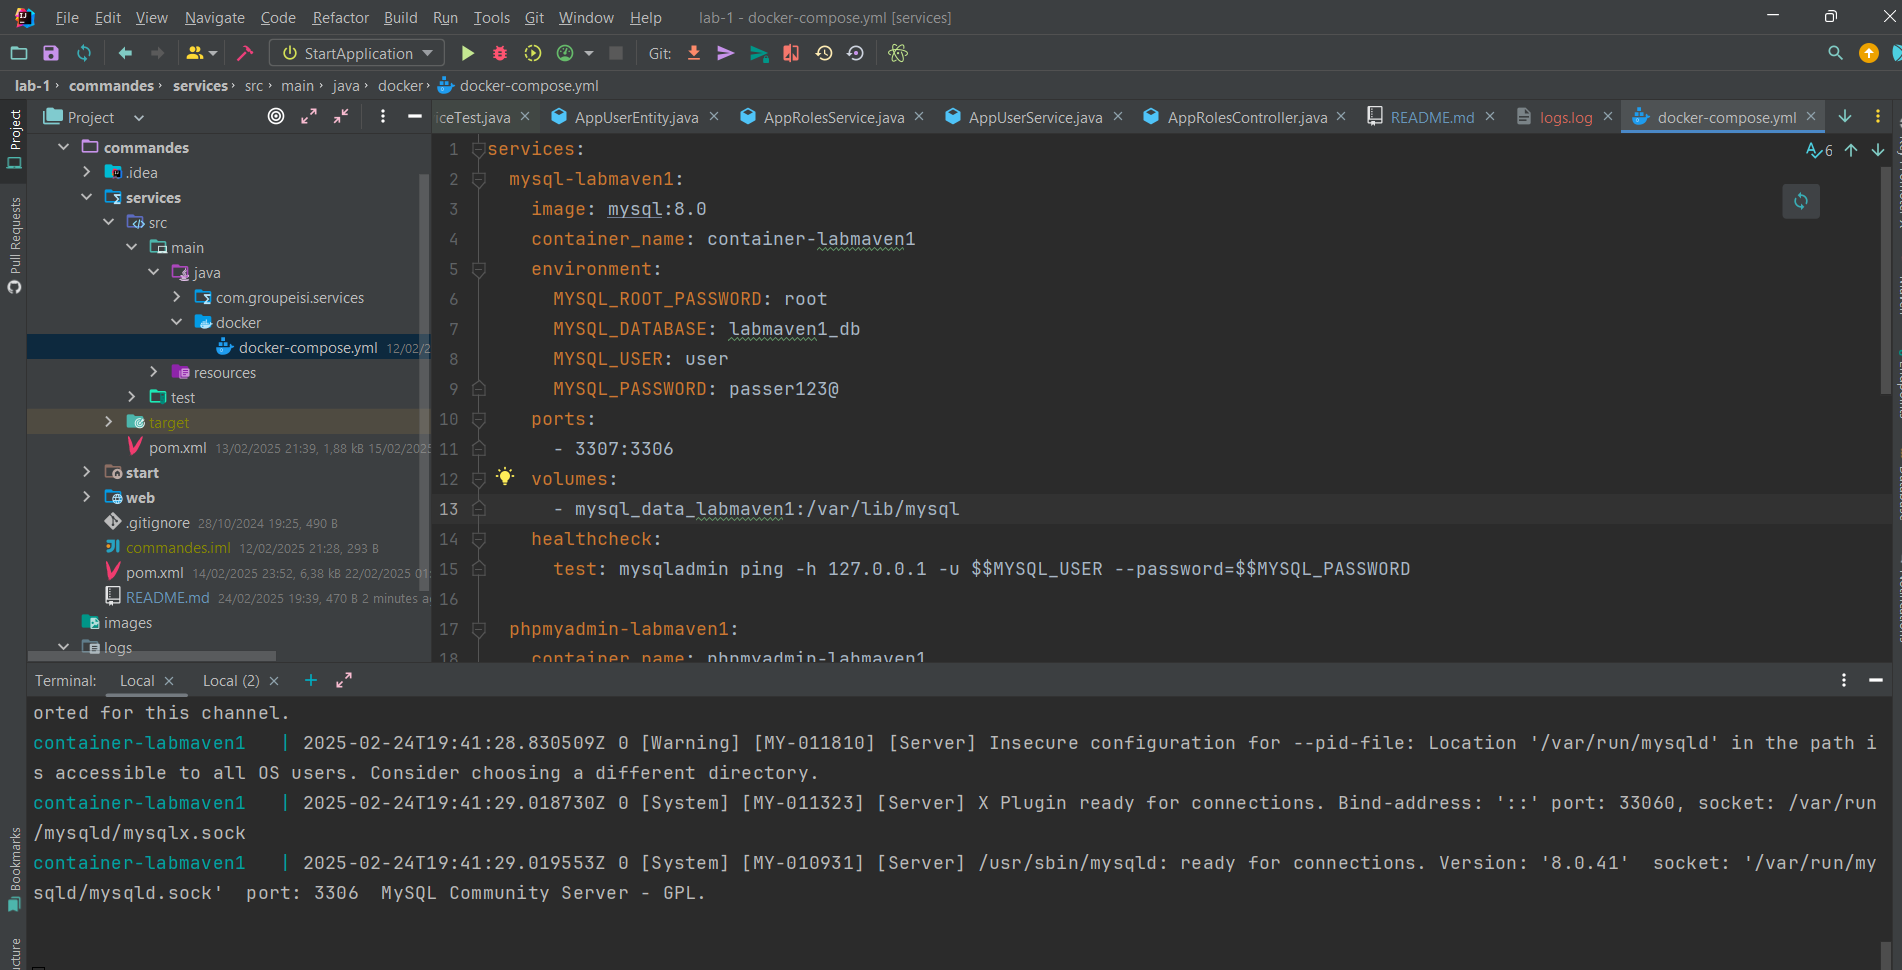 File Edit View Navigate Code Refactor Build Run Tools Git Window Help lab-1 - docker-compose.yml [services]
StartApplication Git:
lab-1 commandes services src main java docker docker-compose.yml
Project
iceTest.java AppUserEntity.java AppRolesService.java AppUserService.java AppRolesController.java README.md logs.log docker-compose.yml
Project
Pull Requests
Bookmarks
commandes
.idea
services
src
main
java
com.groupeisi.services
docker
docker-compose.yml 12/02/2
resources
test
target
pom.xml 13/02/2025 21:39, 1,88 kB 15/02/202
start
web
.gitignore 28/10/2024 19:25, 490 B
commandes.iml 12/02/2025 21:28, 293 B
pom.xml 14/02/2025 23:52, 6,38 kB 22/02/2025 01:
README.md 24/02/2025 19:39, 470 B 2 minutes a
images
logs
6
1 services:
2 mysql-labmaven1:
3 image: mysql:8.0
4 container_name: container-labmaven1
5 environment:
6 MYSQL_ROOT_PASSWORD: root
7 MYSQL_DATABASE: labmaven1_db
8 MYSQL_USER: user
9 MYSQL_PASSWORD: passer123@
10 ports:
11 - 3307:3306
12 volumes:
13 - mysql_data_labmaven1:/var/lib/mysql
14 healthcheck:
15 test: mysqladmin ping -h 127.0.0.1 -u $$MYSQL_USER --password=$$MYSQL_PASSWORD
16
17 phpmyadmin-labmaven1:
18 container_name: phpmyadmin-labmaven1
Terminal: Local Local (2)
orted for this channel.
container-labmaven1 | 2025-02-24T19:41:28.830509Z 0 [Warning] [MY-011810] [Server] Insecure configuration for --pid-file: Location '/var/run/mysqld' in the path i
s accessible to all OS users. Consider choosing a different directory.
container-labmaven1 | 2025-02-24T19:41:29.018730Z 0 [System] [MY-011323] [Server] X Plugin ready for connections. Bind-address: '::' port: 33060, socket: /var/run
/mysqld/mysqlx.sock
container-labmaven1 | 2025-02-24T19:41:29.019553Z 0 [System] [MY-010931] [Server] /usr/sbin/mysqld: ready for connections. Version: '8.0.41' socket: '/var/run/my
sqld/mysqld.sock' port: 3306 MySQL Community Server - GPL.